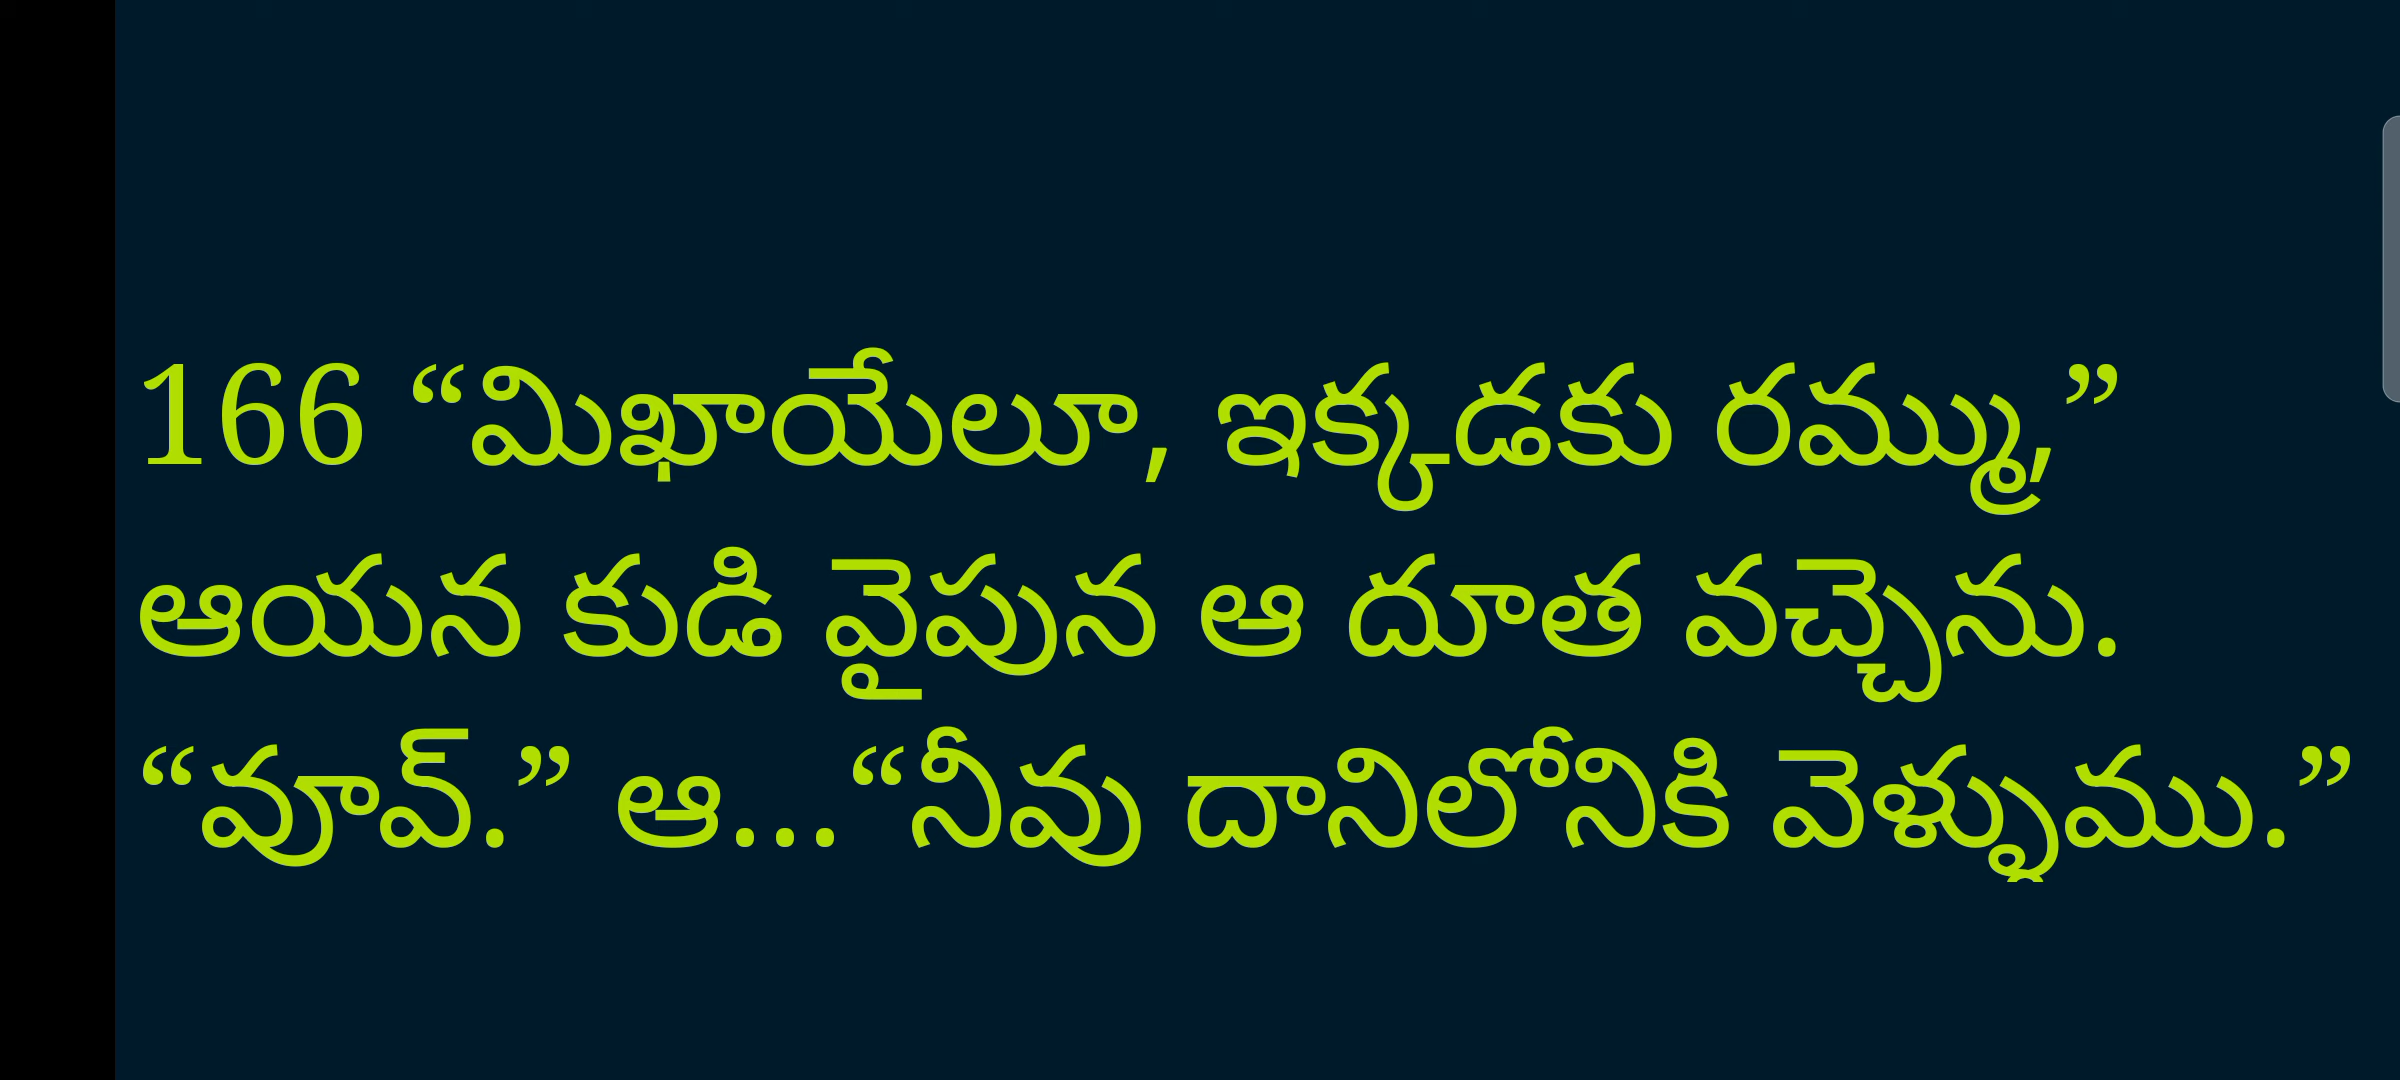 166 “మిఖాయేలూ, ఇక్కడకు రమ్ము,”
ఆయన కుడి వైపున ఆ దూత వచ్చెను.
“వూవ్.” ఆ...“నీవు దానిలోనికి వెళ్ళుము.”